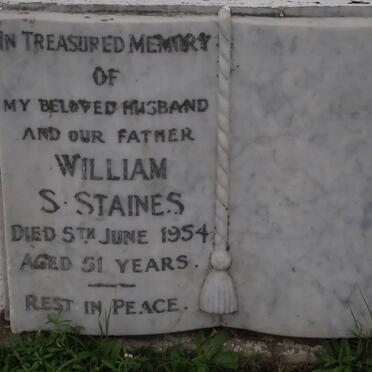 IN TREASURED MEMORY
OF
MY BELOVED HUSBAND
AND OUR FATHER
WILLIAM
S. STAINES
DIED 5TH JUNE 1954
AGED 51 YEARS.
REST IN PEACE.